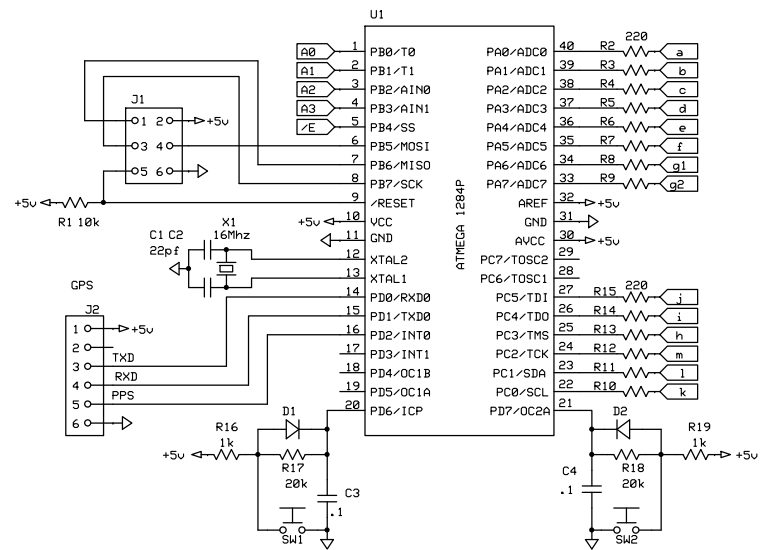 U1
A0 1 PB0/T0 PA0/ADC0 40 R2 220 a
A1 2 PB1/T1 PA1/ADC1 39 R3 b
A2 3 PB2/AIN0 PA2/ADC2 38 R4 c
A3 4 PB3/AIN1 PA3/ADC3 37 R5 d
/E 5 PB4/SS PA4/ADC4 36 R6 e
6 PB5/MOSI PA5/ADC5 35 R7 f
7 PB6/MISO PA6/ADC6 34 R8 g1
8 PB7/SCK PA7/ADC7 33 R9 g2
9 /RESET AREF 32 +5v
+5v 10 VCC GND 31
11 GND AVCC 30 +5v
12 XTAL2 PC7/TOSC2 29
13 XTAL1 PC6/TOSC1 28
14 PD0/RXD0 PC5/TDI 27 R15 220 j
15 PD1/TXD0 PC4/TDO 26 R14 i
16 PD2/INT0 PC3/TMS 25 R13 h
17 PD3/INT1 PC2/TCK 24 R12 m
18 PD4/OC1B PC1/SDA 23 R11 l
19 PD5/OC1A PC0/SCL 22 R10 k
20 PD6/ICP PD7/OC2A 21
ATMEGA 1284P
J1
1 2 +5v
3 4
5 6
+5v
R1 10k
X1
16Mhz
C1 C2
22pf
GPS
J2
1 +5v
2
3 TXD
4 RXD
5 PPS
6
D1
R16
1k
+5v
R17
20k
C3
.1
SW1
D2
R19
1k
+5v
R18
20k
C4
.1
SW2